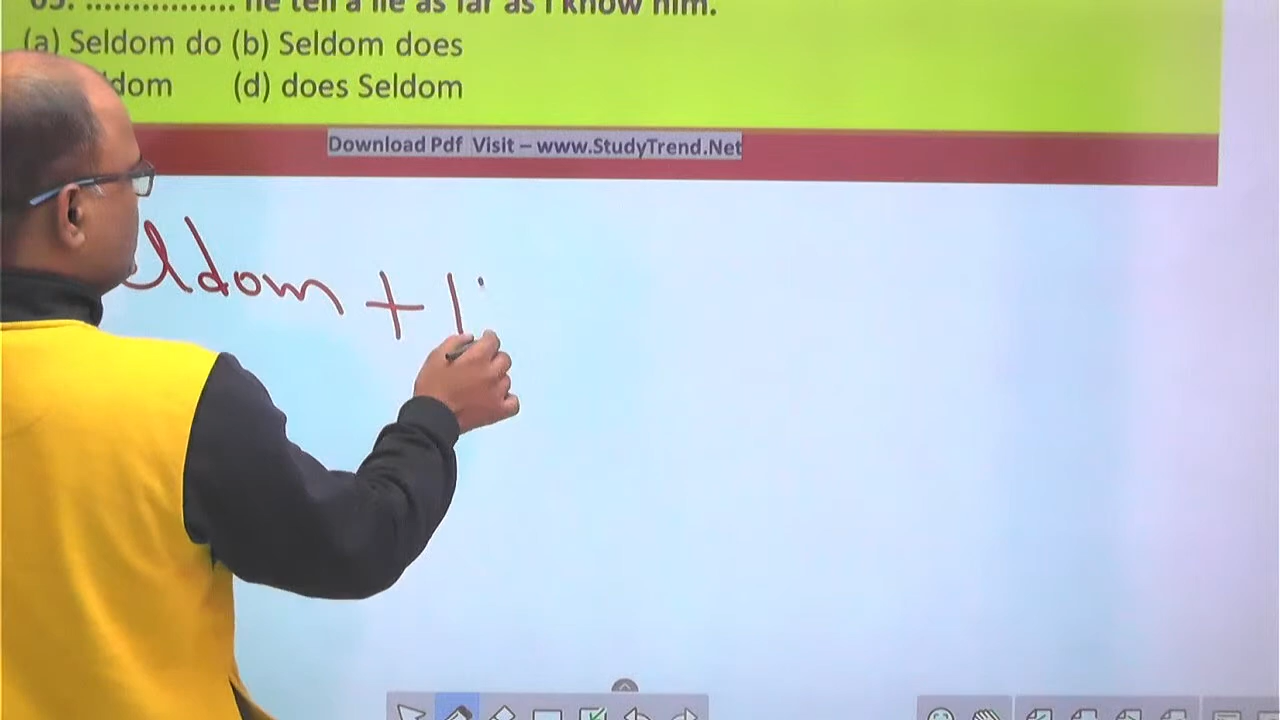 he tell a lie as far as I know him.
(a) Seldom do (b) Seldom does
(d) does Seldom
Download Pdf Visit – www.StudyTrend.Net
eldom +